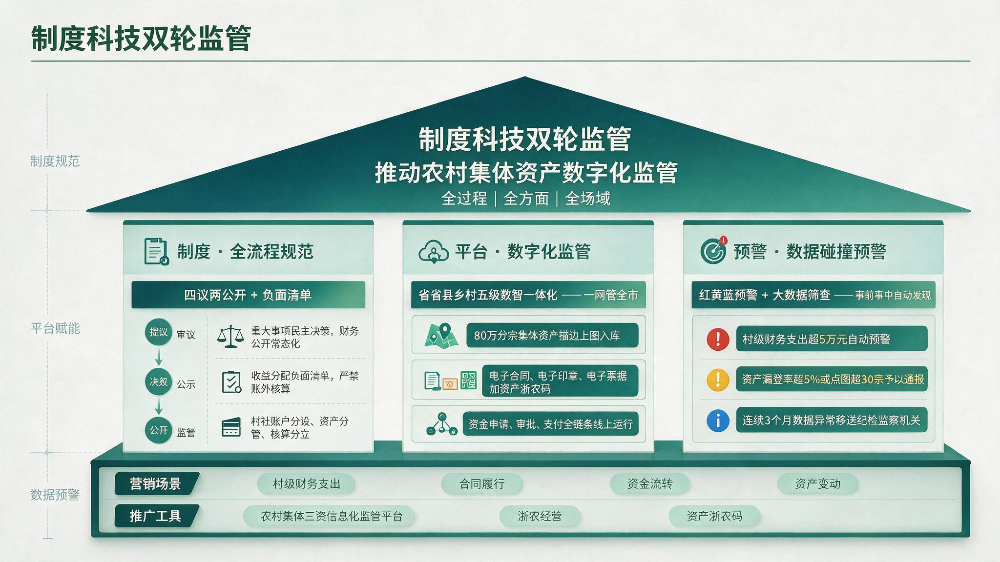 制度科技双轮监管
制度科技双轮监管
推动农村集体资产数字化监管
全过程 | 全方面 | 全场域
制度规范
平台赋能
数据预警
制度 · 全流程规范
四议两公开 + 负面清单
提议 审议
公示
公开 监管
重大事项民主决策，财务
公开常态化
收益分配负面清单，严禁
账外核算
村社账户分设、资产分
管、核算分立
平台 · 数字化监管
省省县乡村五级数智一体化 —— 一网管全市
80万分宗集体资产描边上图入库
电子合同、电子印章、电子票据
加资产浙农码
资金申请、审批、支付全链条线上运行
预警 · 数据碰撞预警
红黄蓝预警 + 大数据筛查 —— 事前事中自动发现
村级财务支出超5万元自动预警
资产漏登率超5%或点图超30宗予以通报
连续3个月数据异常移送纪检监察机关
营销场景 村级财务支出 合同履行 资金流转 资产变动
推广工具 农村集体三资信息化监管平台 浙农经管 资产浙农码